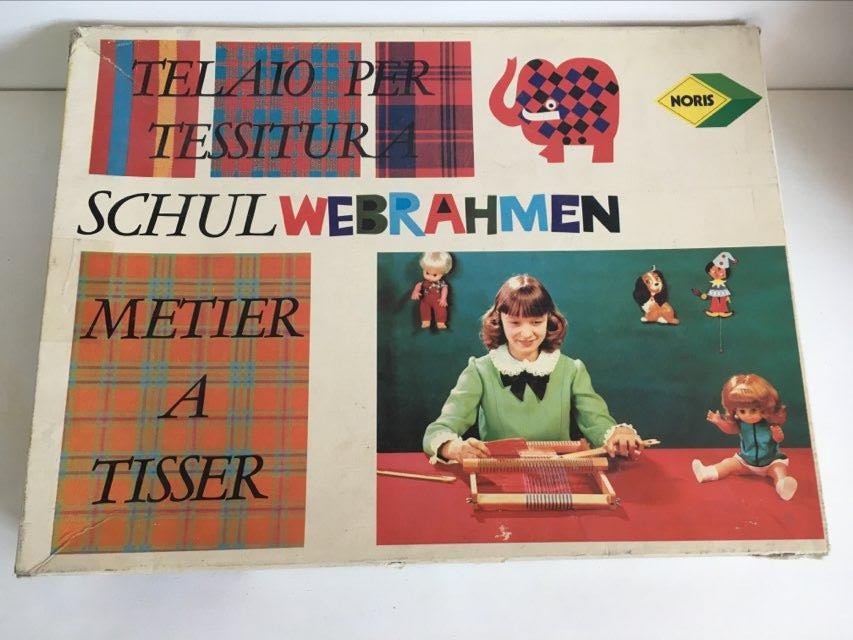 TELAIO PER
TESSITURA
NORIS
SCHULWEBRAHMEN
METIER
A
TISSER